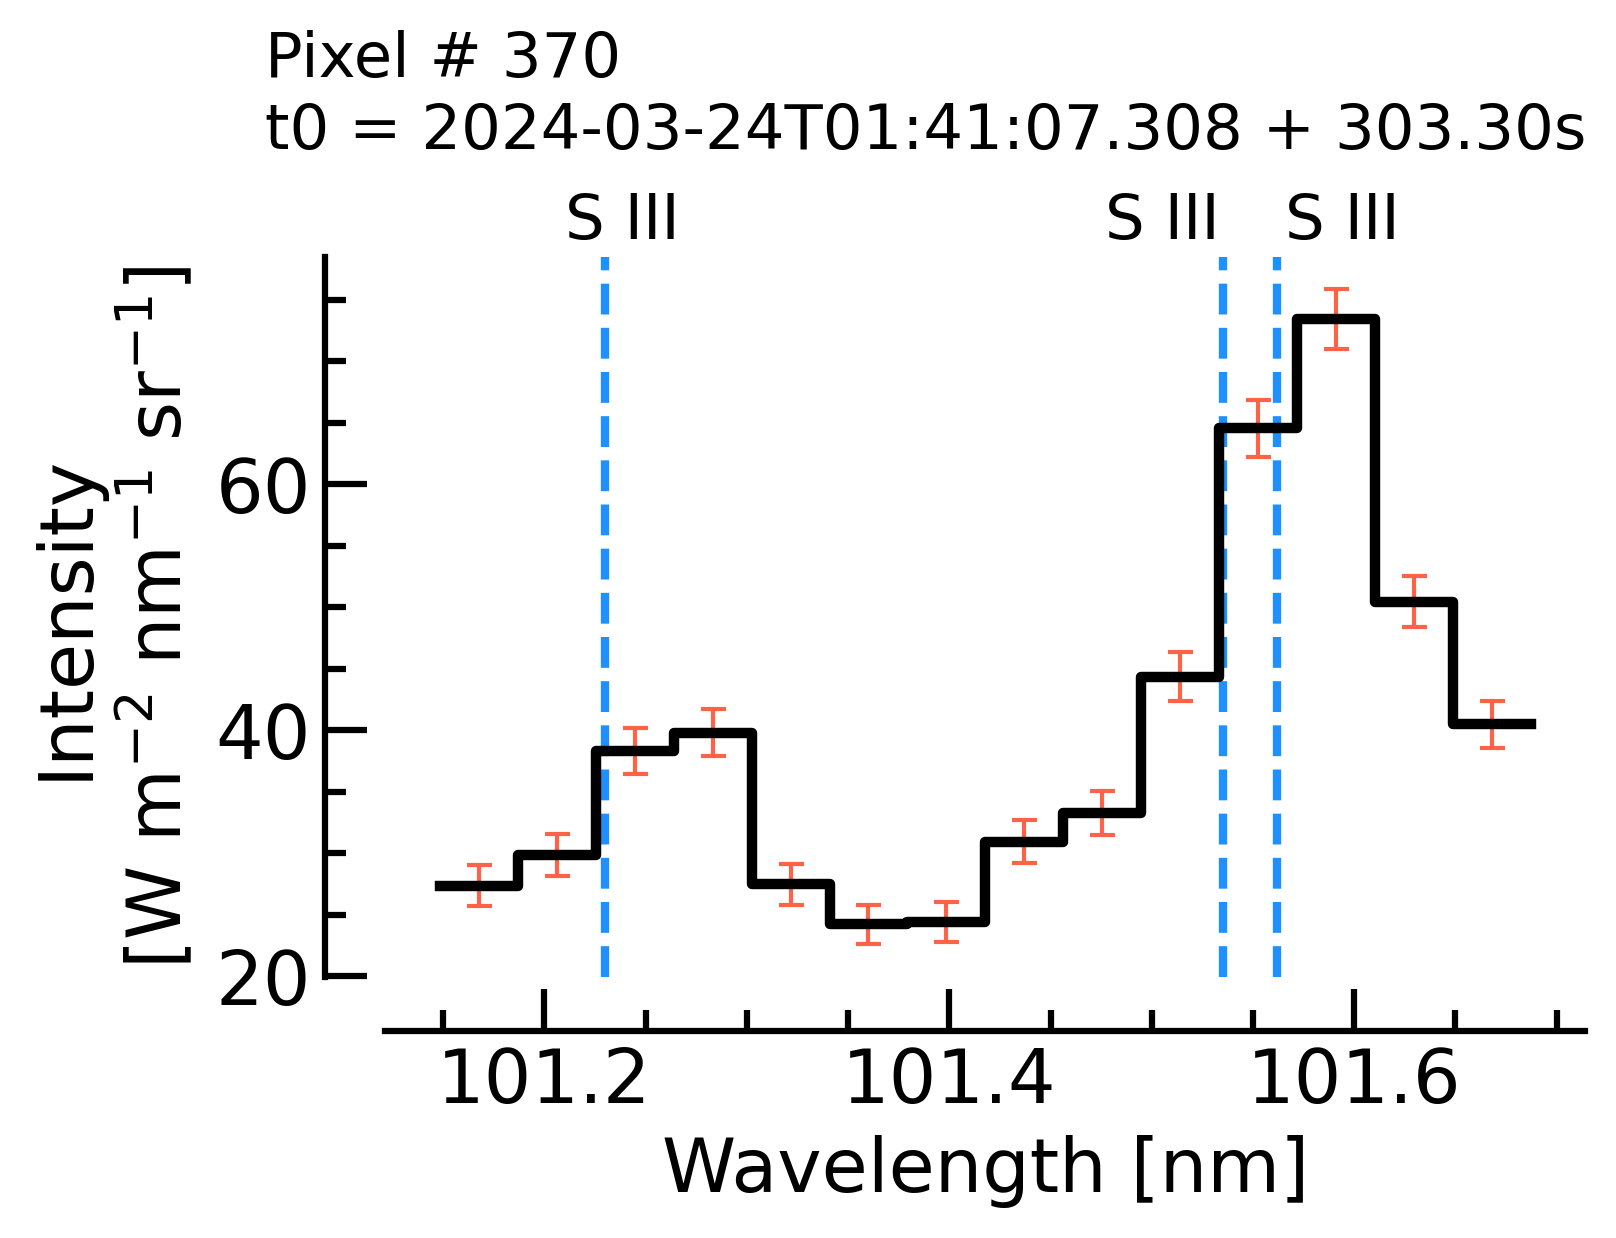 Pixel # 370
t0 = 2024-03-24T01:41:07.308 + 303.30s
S III S III S III
Intensity
[W m⁻² nm⁻¹ sr⁻¹]
60
40
20
101.2 101.4 101.6
Wavelength [nm]